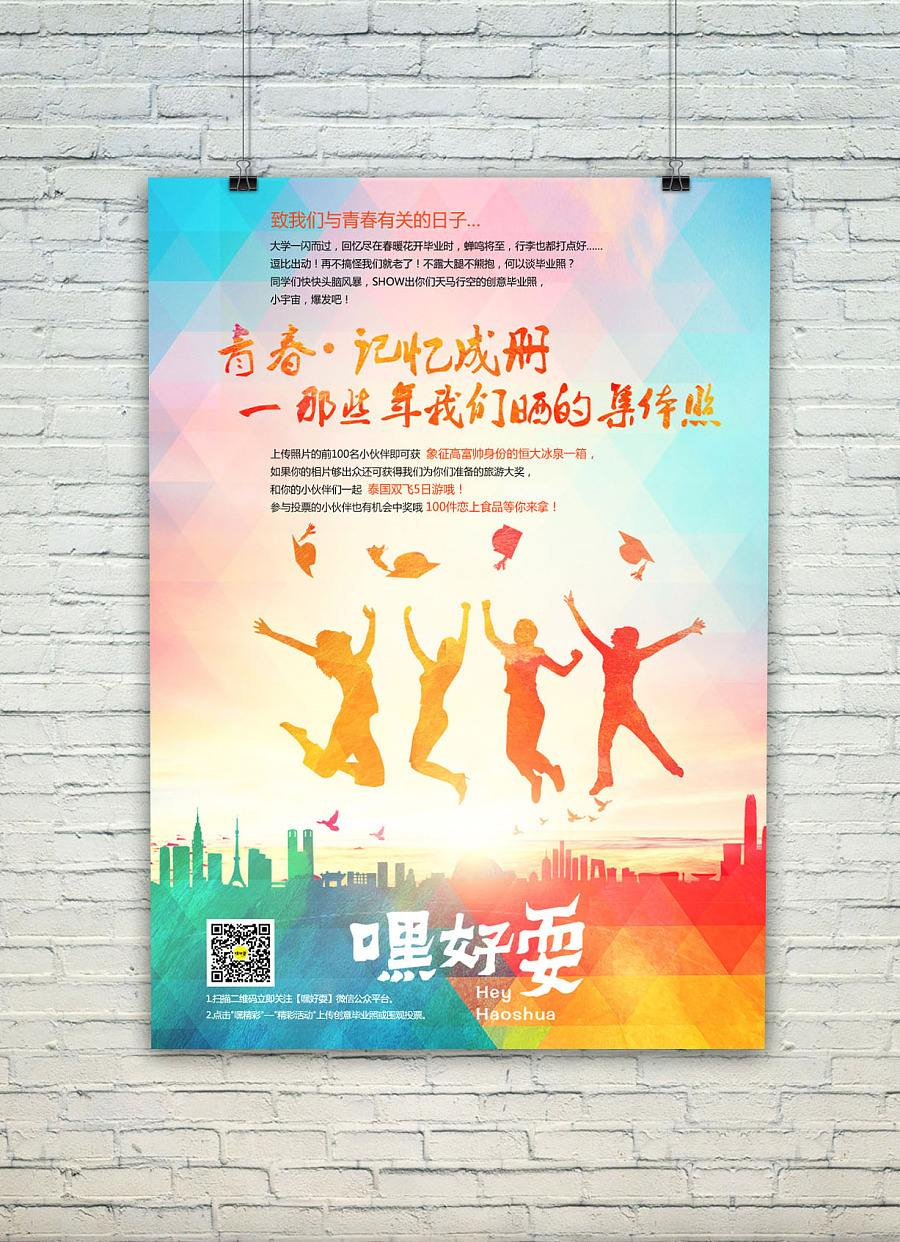 致我们与青春有关的日子...
大学一闪而过，回忆尽在春暖花开毕业时，蝉鸣将至，行李也都打点好......
逗比出动！再不搞怪我们就老了！不露大腿不熊抱，何以谈毕业照？
同学们快快头脑风暴，SHOW出你们天马行空的创意毕业照，
小宇宙，爆发吧！
青春·记忆成册
一那些年我们晒的集体照
上传照片的前100名小伙伴即可获 象征高富帅身份的恒大冰泉一箱，
如果你的相片够出众还可获得我们为你们准备的旅游大奖，
和你的小伙伴们一起 泰国双飞5日游哦！
参与投票的小伙伴也有机会中奖哦 100件恋上食品等你来拿！
嘿好耍
Hey
Haoshua
1.扫描二维码立即关注【嘿好耍】微信公众平台。
2.点击"嘿精彩"—"精彩活动"上传创意毕业照或围观投票。